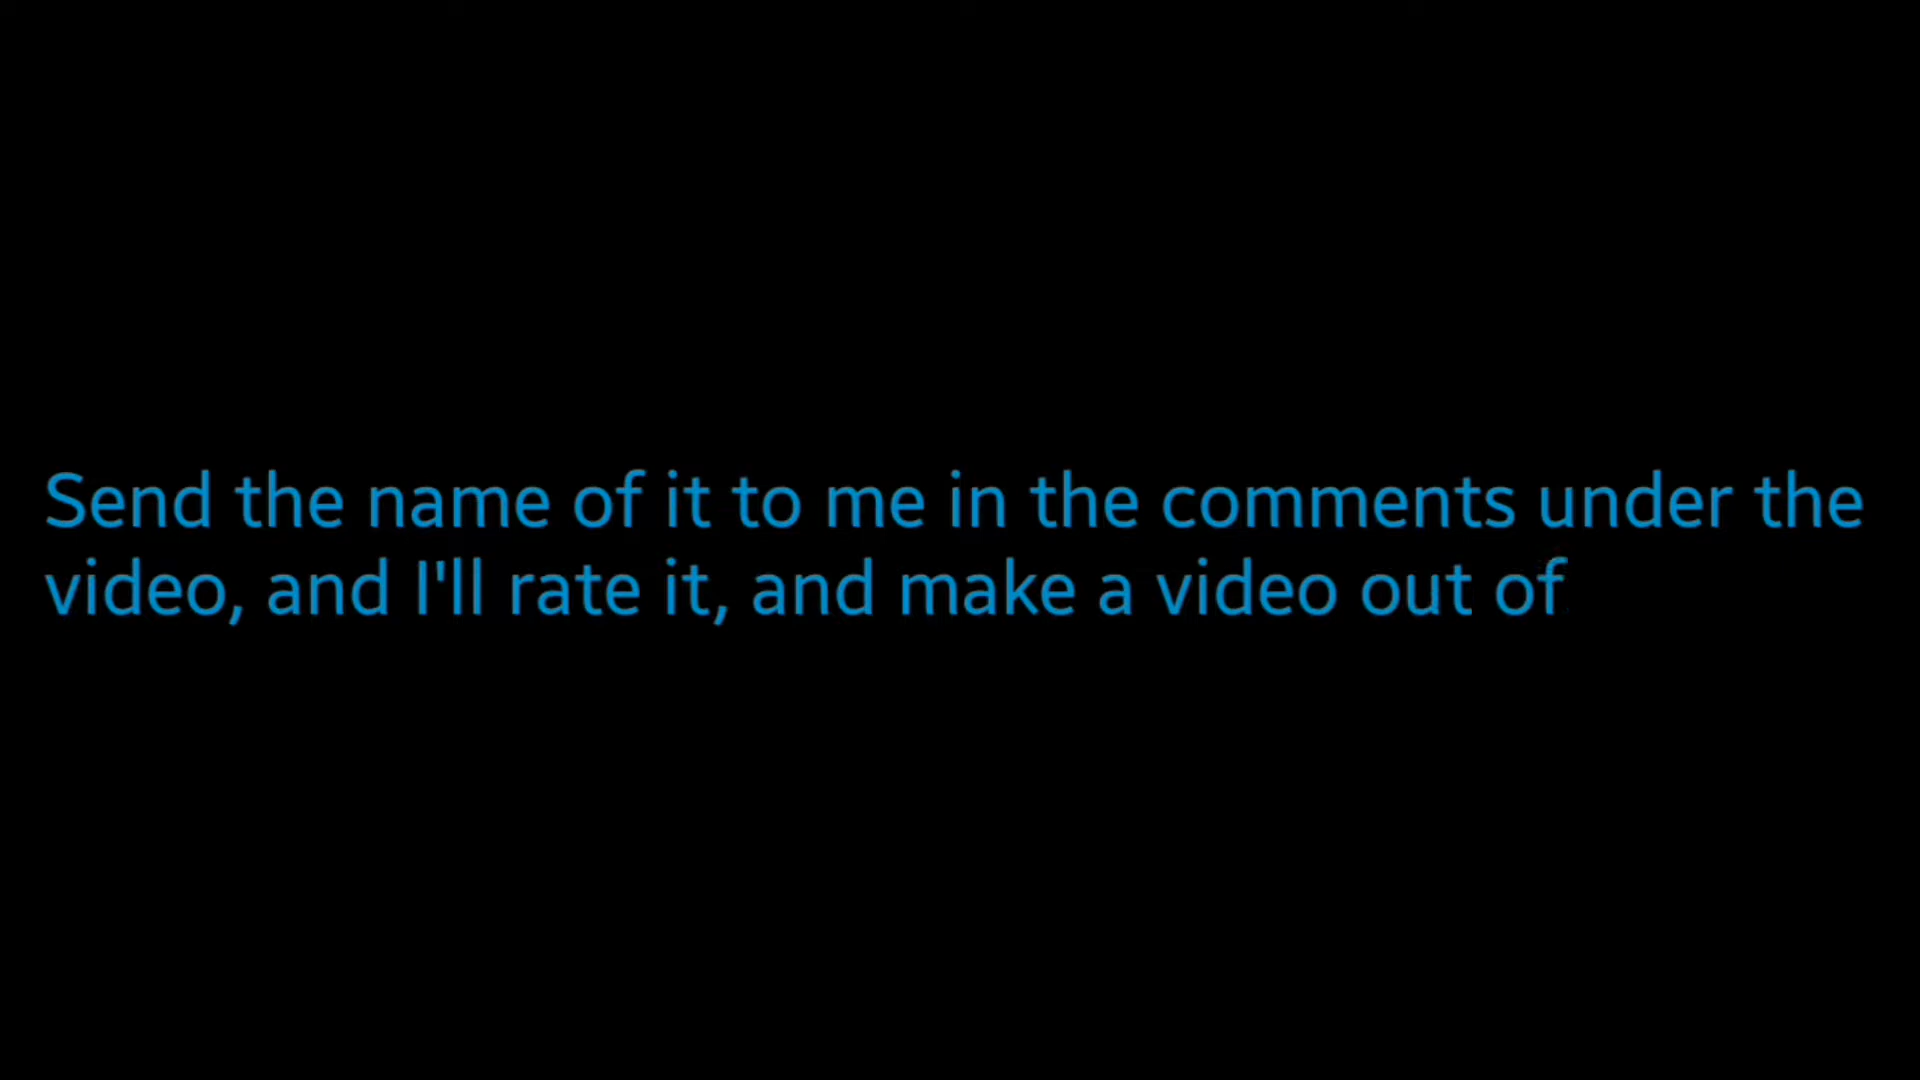 Send the name of it to me in the comments under the
video, and I'll rate it, and make a video out of